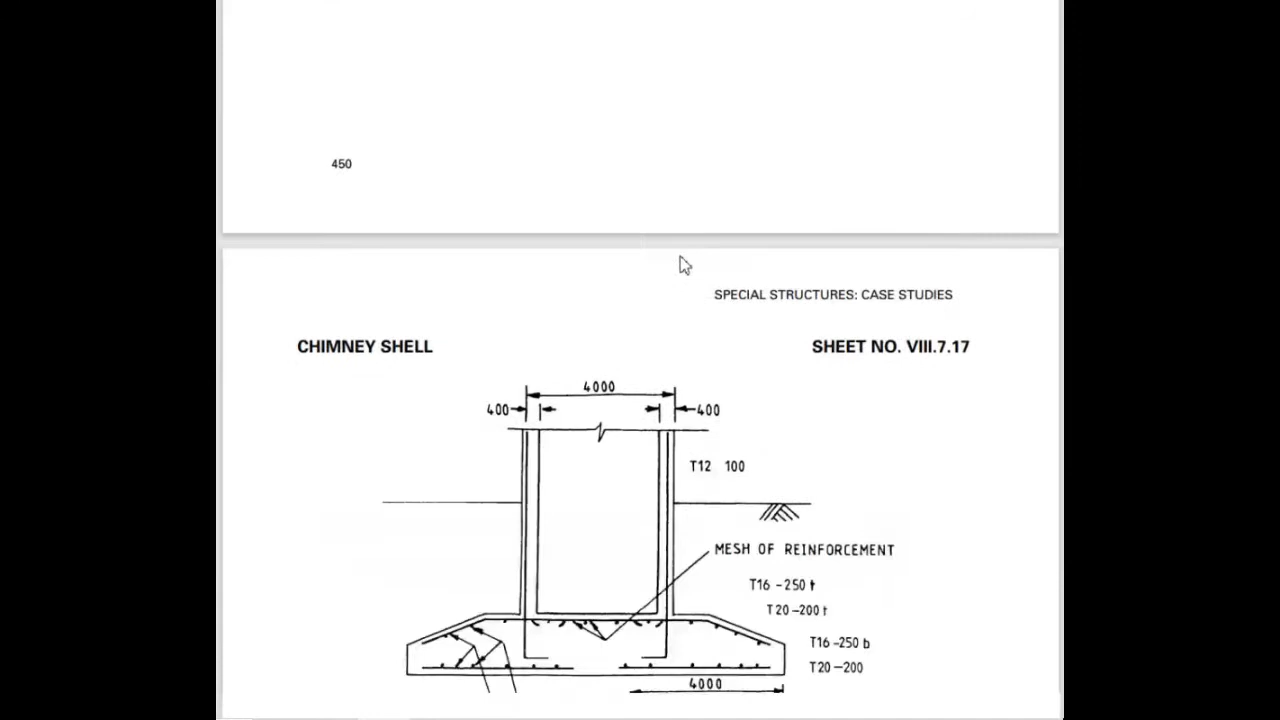 450
SPECIAL STRUCTURES: CASE STUDIES
CHIMNEY SHELL
SHEET NO. VIII.7.17
4000
400
400
T12 100
MESH OF REINFORCEMENT
T16 -250 t
T20 -200 t
T16 -250 b
T20 -200
4000